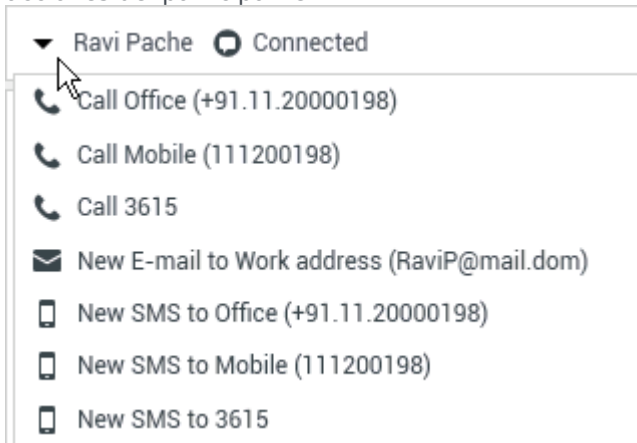 Ravi Pache Connected
Call Office (+91.11.20000198)
Call Mobile (111200198)
Call 3615
New E-mail to Work address (RaviP@mail.dom)
New SMS to Office (+91.11.20000198)
New SMS to Mobile (111200198)
New SMS to 3615